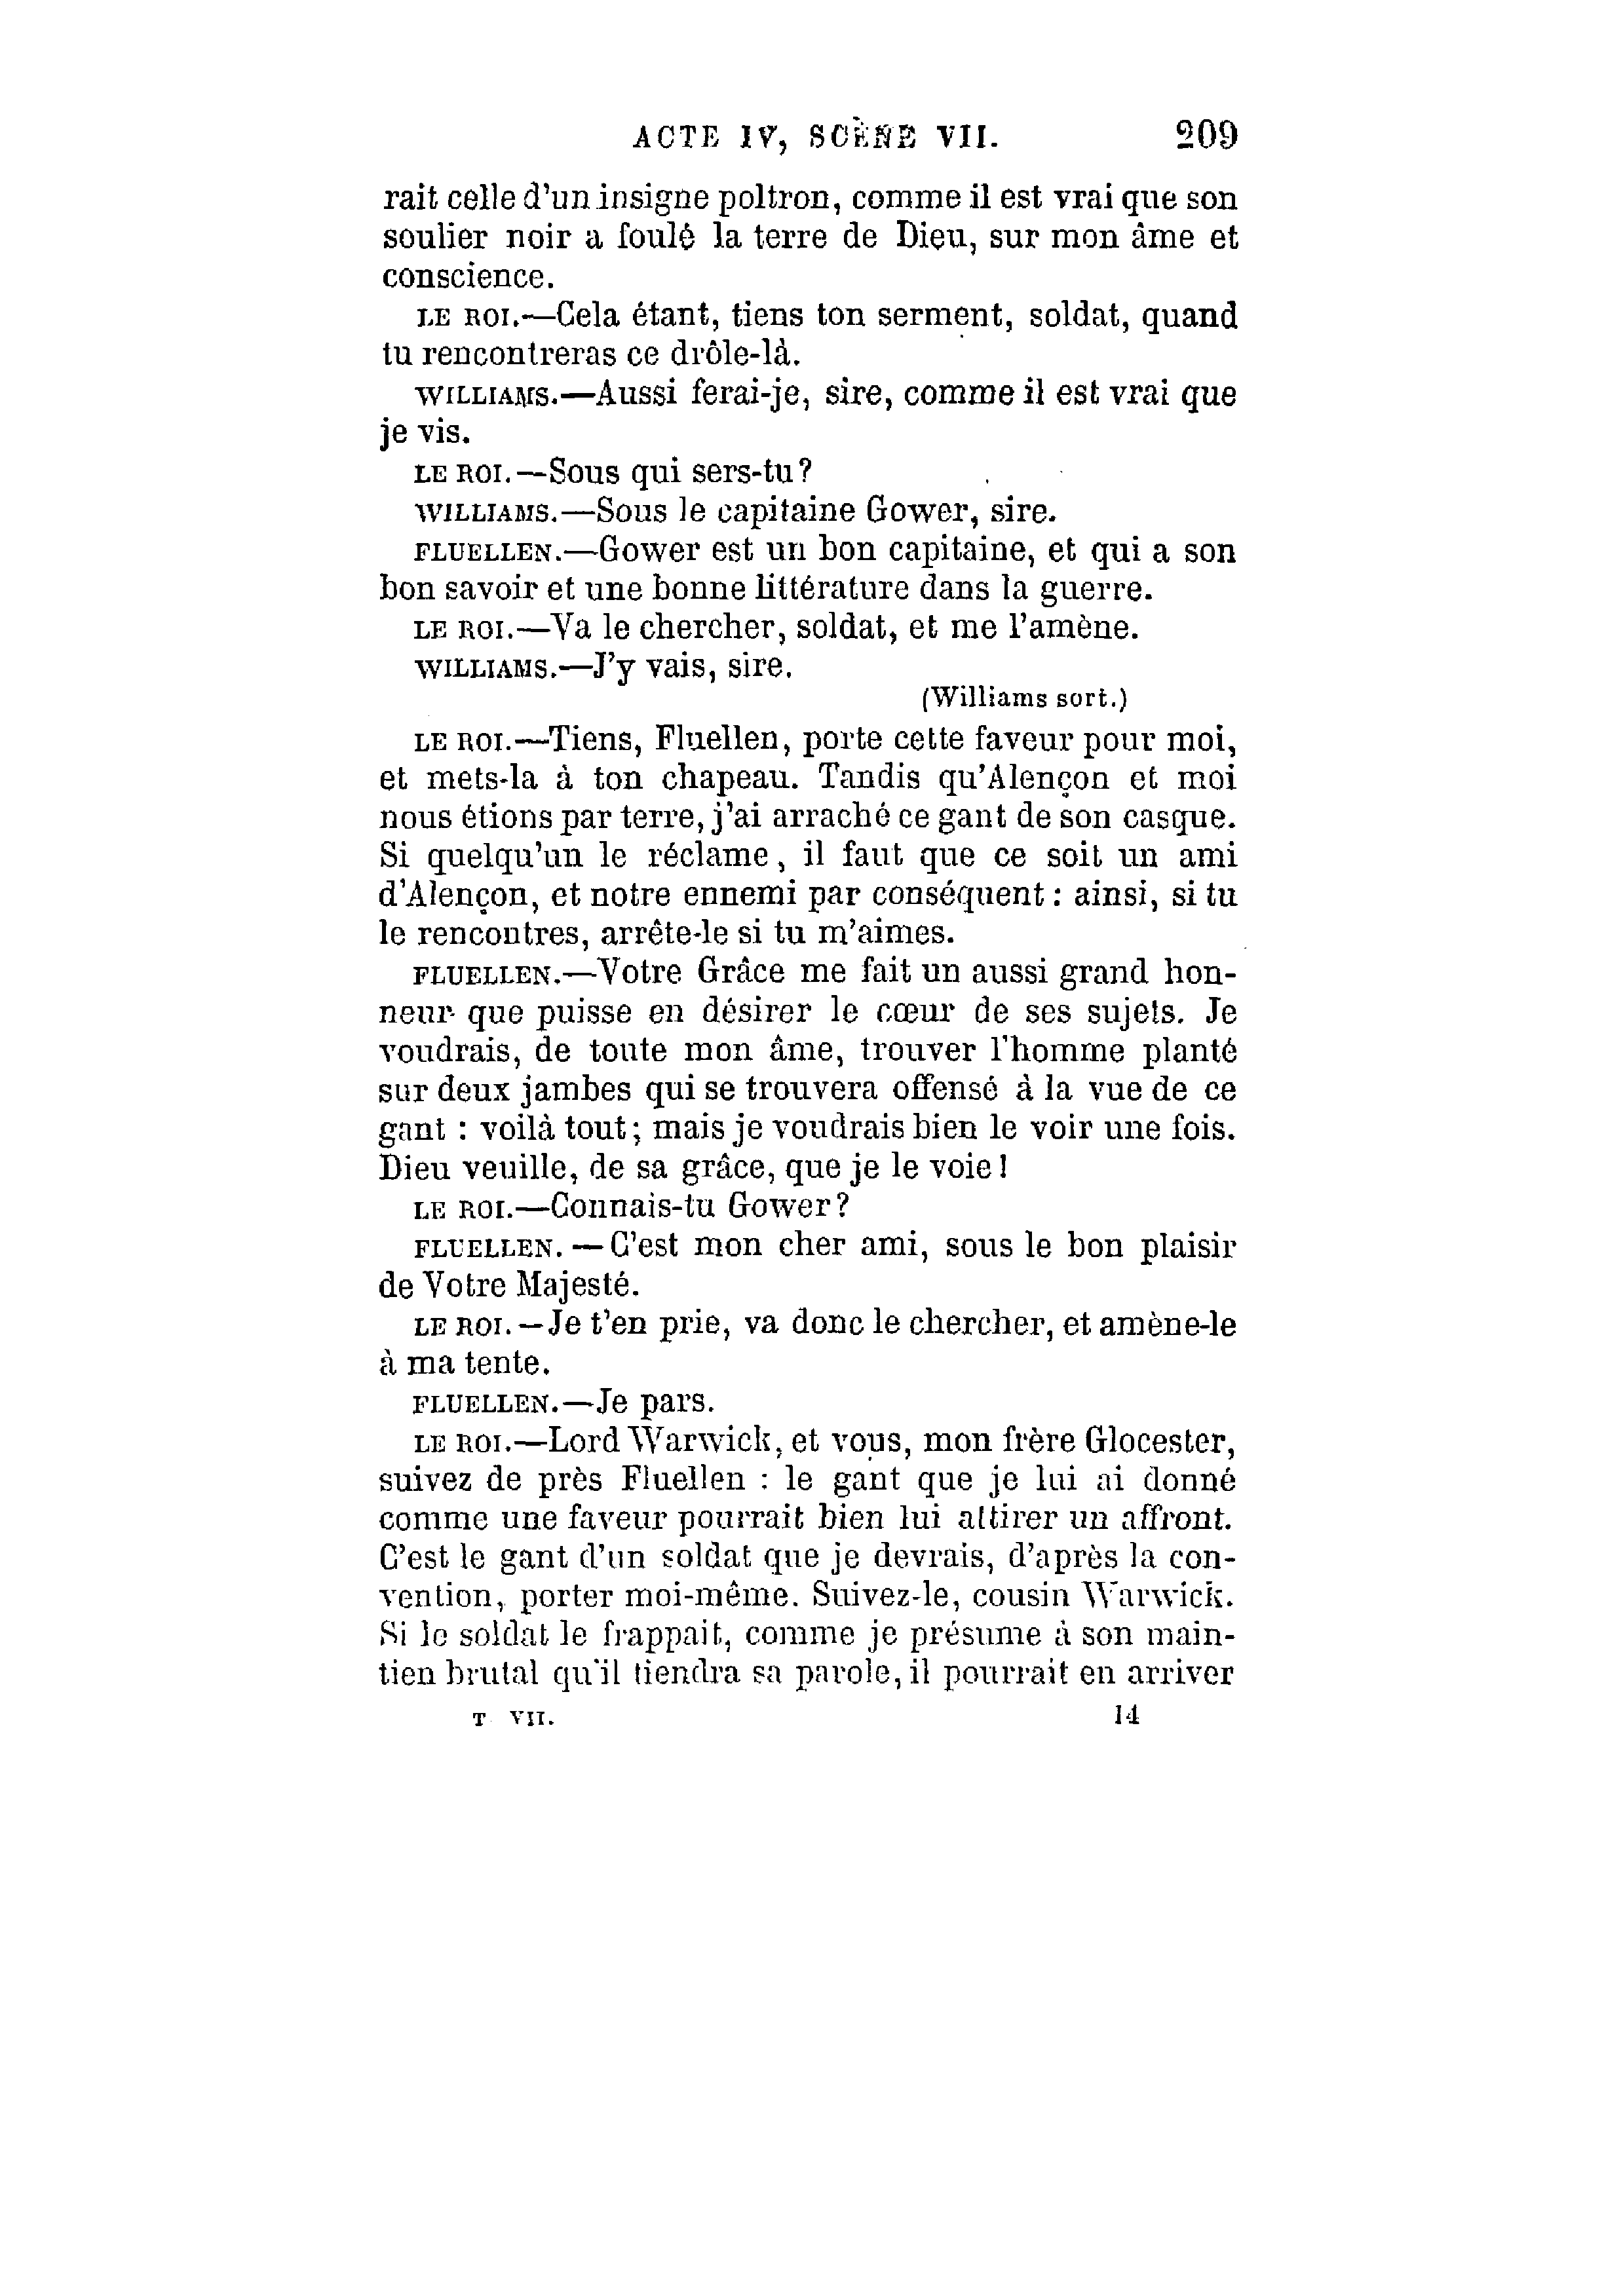 ACTE IV, SCÈNE VII. 209
rait celle d'un insigne poltron, comme il est vrai que son
soulier noir a foulé la terre de Dieu, sur mon âme et
conscience.
LE ROI.—Cela étant, tiens ton serment, soldat, quand
tu rencontreras ce drôle-là.
WILLIAMS.—Aussi ferai-je, sire, comme il est vrai que
je vis.
LE ROI.—Sous qui sers-tu?
WILLIAMS.—Sous le capitaine Gower, sire.
FLUELLEN.—Gower est un bon capitaine, et qui a son
bon savoir et une bonne littérature dans la guerre.
LE ROI.—Va le chercher, soldat, et me l'amène.
WILLIAMS.—J'y vais, sire.
(Williams sort.)
LE ROI.—Tiens, Fluellen, porte cette faveur pour moi,
et mets-la à ton chapeau. Tandis qu'Alençon et moi
nous étions par terre, j'ai arraché ce gant de son casque.
Si quelqu'un le réclame, il faut que ce soit un ami
d'Alençon, et notre ennemi par conséquent : ainsi, si tu
le rencontres, arrête-le si tu m'aimes.
FLUELLEN.—Votre Grâce me fait un aussi grand hon-
neur que puisse en désirer le cœur de ses sujets. Je
voudrais, de toute mon âme, trouver l'homme planté
sur deux jambes qui se trouvera offensé à la vue de ce
gant : voilà tout; mais je voudrais bien le voir une fois.
Dieu veuille, de sa grâce, que je le voie!
LE ROI.—Connais-tu Gower?
FLUELLEN. — C'est mon cher ami, sous le bon plaisir
de Votre Majesté.
LE ROI.—Je t'en prie, va donc le chercher, et amène-le
à ma tente.
FLUELLEN.—Je pars.
LE ROI.—Lord Warwick, et vous, mon frère Glocester,
suivez de près Fluellen : le gant que je lui ai donné
comme une faveur pourrait bien lui attirer un affront.
C'est le gant d'un soldat que je devrais, d'après la con-
vention, porter moi-même. Suivez-le, cousin Warwick.
Si le soldat le frappait, comme je présume à son main-
tien brutal qu'il tiendra sa parole, il pourrait en arriver
T VII. 14